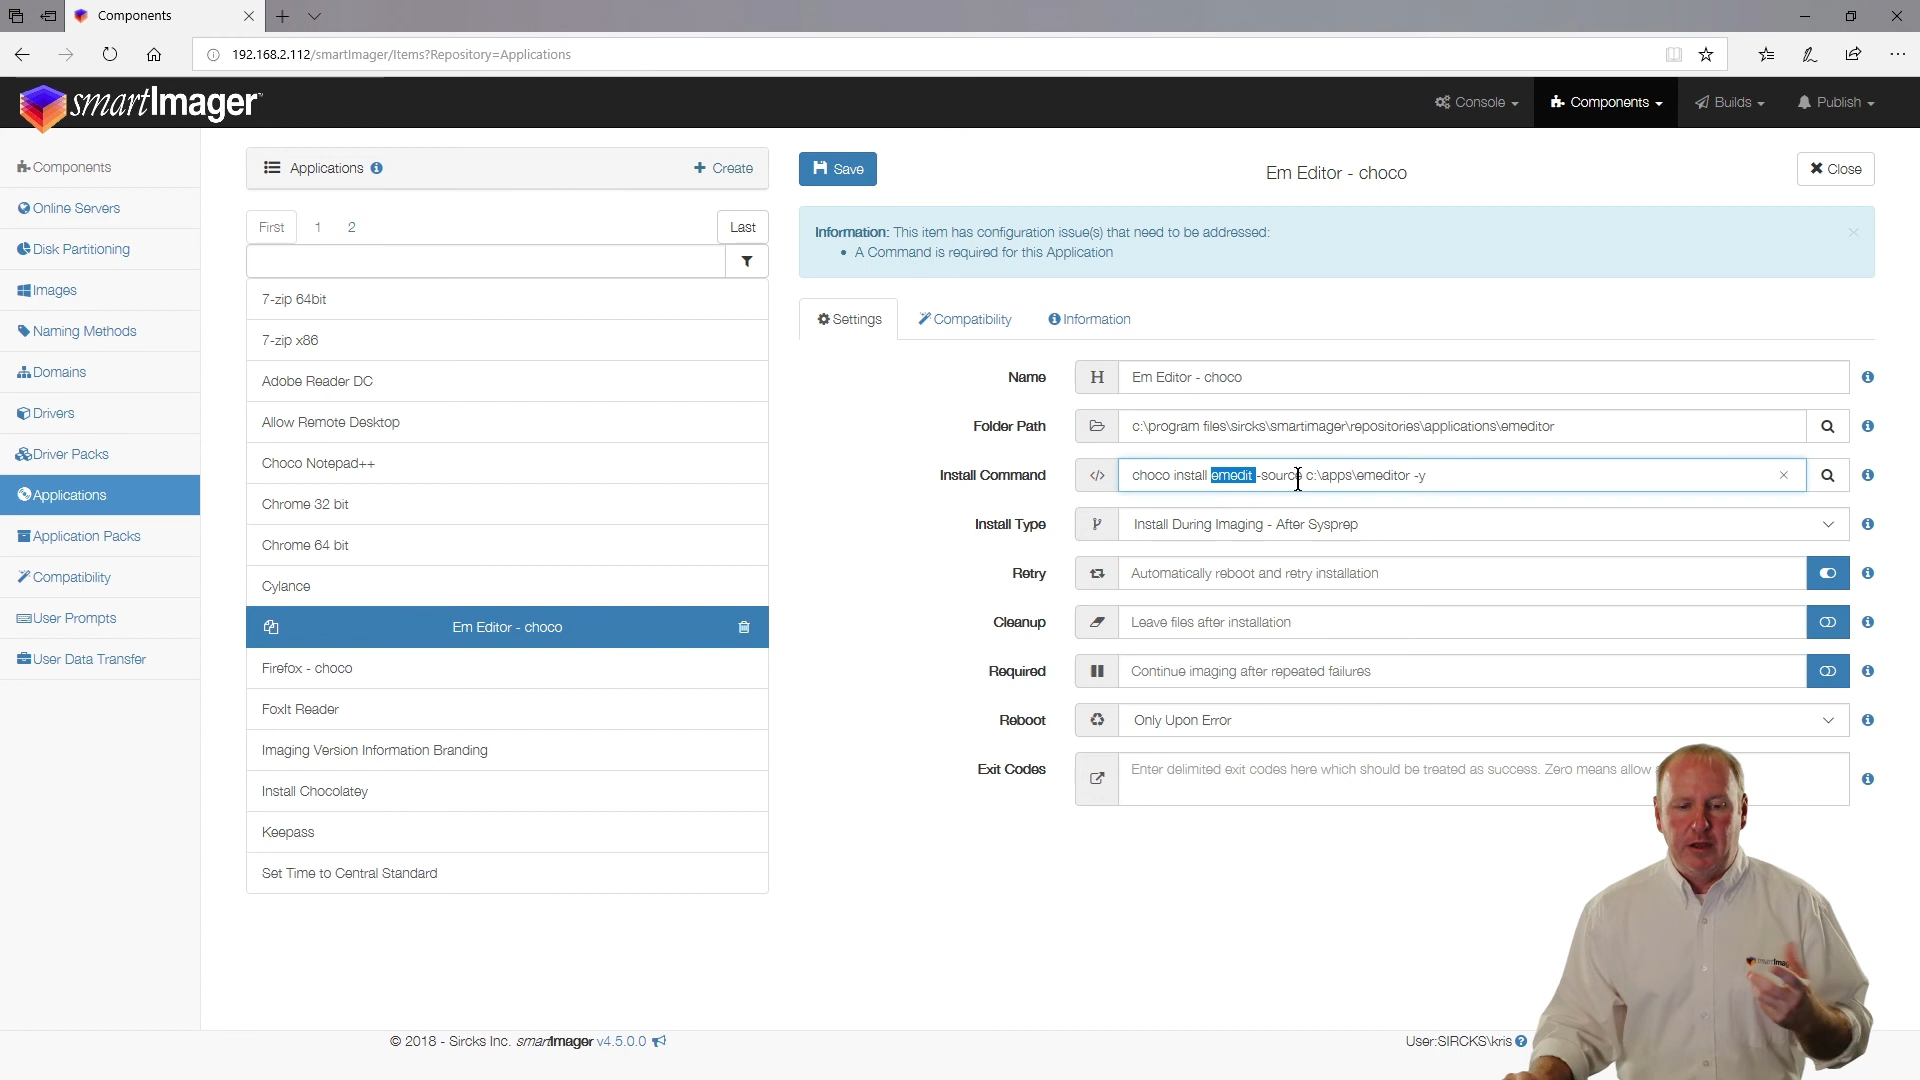 Components
192.168.2.112/smartImager/Items?Repository=Applications
smartImager
Console
Components
Builds
Publish
Components
Online Servers
Disk Partitioning
Images
Naming Methods
Domains
Drivers
Driver Packs
Applications
Application Packs
Compatibility
User Prompts
User Data Transfer
Applications
Create
First 1 2 Last
7-zip 64bit
7-zip x86
Adobe Reader DC
Allow Remote Desktop
Choco Notepad++
Chrome 32 bit
Chrome 64 bit
Cylance
Em Editor - choco
Firefox - choco
FoxIt Reader
Imaging Version Information Branding
Install Chocolatey
Keepass
Set Time to Central Standard
Save
Em Editor - choco
Close
Information: This item has configuration issue(s) that need to be addressed:
• A Command is required for this Application
Settings
Compatibility
Information
Name Em Editor - choco
Folder Path c:\program files\sircks\smartimager\repositories\applications\emeditor
Install Command choco install emedit -source c:\apps\emeditor -y
Install Type Install During Imaging - After Sysprep
Retry Automatically reboot and retry installation
Cleanup Leave files after installation
Required Continue imaging after repeated failures
Reboot Only Upon Error
Exit Codes Enter delimited exit codes here which should be treated as success. Zero means allow
© 2018 - Sircks Inc. smartImager v4.5.0.0
User:SIRCKS\kris